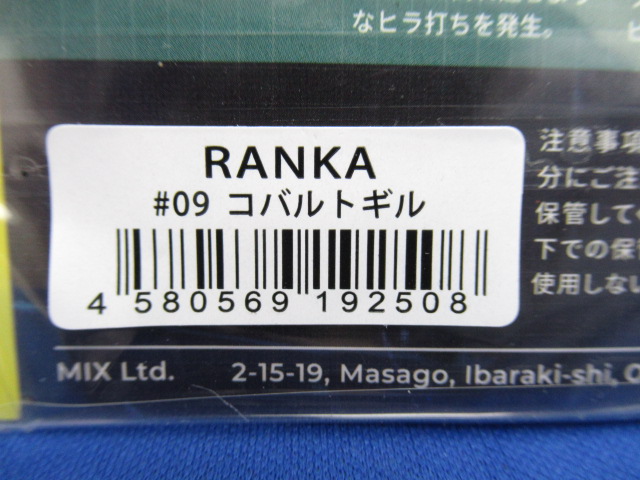 なヒラ打ちを発生。
RANKA
#09 コバルトギル
4 580569 192508
注意事項
分にご注
保管して
下での保
使用しない
MIX Ltd. 2-15-19, Masago, Ibaraki-shi, O